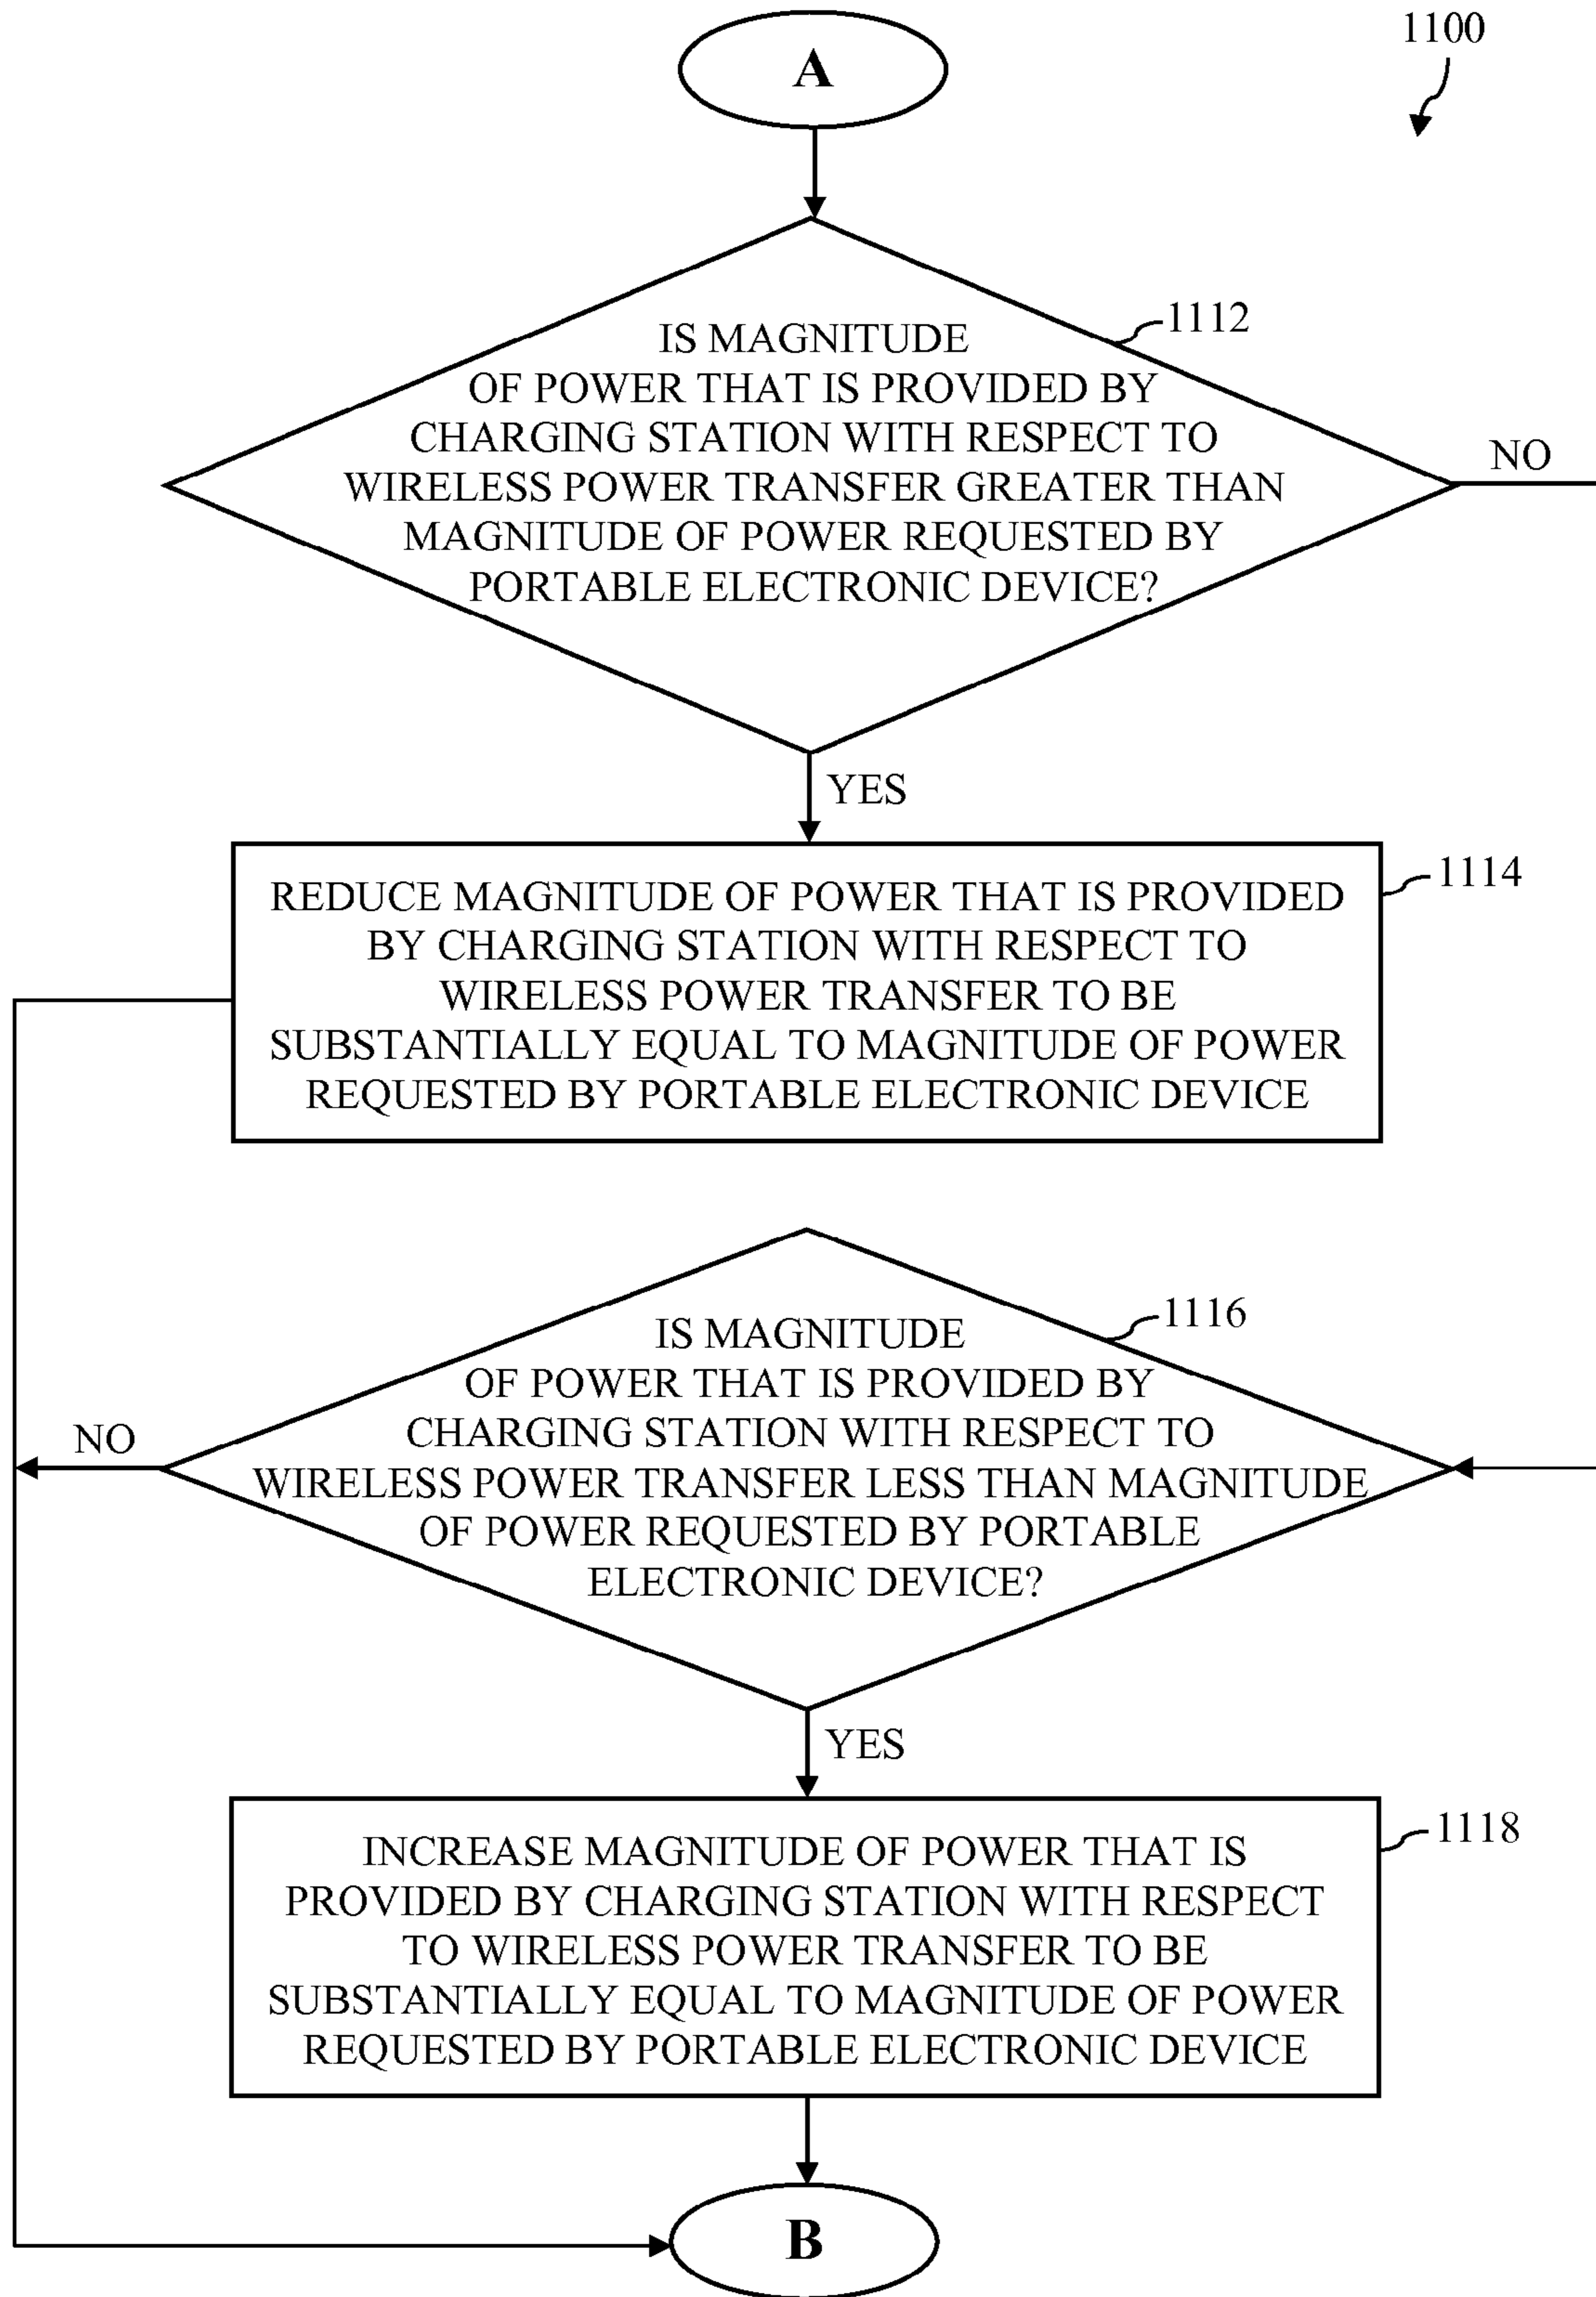 1100
A
1112
IS MAGNITUDE
OF POWER THAT IS PROVIDED BY
CHARGING STATION WITH RESPECT TO
WIRELESS POWER TRANSFER GREATER THAN
MAGNITUDE OF POWER REQUESTED BY
PORTABLE ELECTRONIC DEVICE?
NO
YES
1114
REDUCE MAGNITUDE OF POWER THAT IS PROVIDED
BY CHARGING STATION WITH RESPECT TO
WIRELESS POWER TRANSFER TO BE
SUBSTANTIALLY EQUAL TO MAGNITUDE OF POWER
REQUESTED BY PORTABLE ELECTRONIC DEVICE
1116
IS MAGNITUDE
OF POWER THAT IS PROVIDED BY
CHARGING STATION WITH RESPECT TO
WIRELESS POWER TRANSFER LESS THAN MAGNITUDE
OF POWER REQUESTED BY PORTABLE
ELECTRONIC DEVICE?
NO
YES
1118
INCREASE MAGNITUDE OF POWER THAT IS
PROVIDED BY CHARGING STATION WITH RESPECT
TO WIRELESS POWER TRANSFER TO BE
SUBSTANTIALLY EQUAL TO MAGNITUDE OF POWER
REQUESTED BY PORTABLE ELECTRONIC DEVICE
B